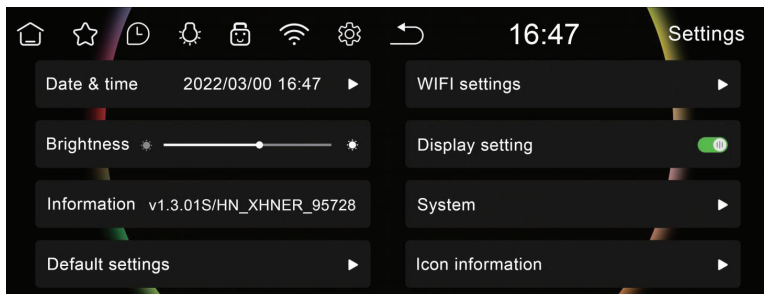 16:47 Settings
Date & time 2022/03/00 16:47
Brightness
Information v1.3.01S/HN_XHNER_95728
Default settings
WIFI settings
Display setting
System
Icon information